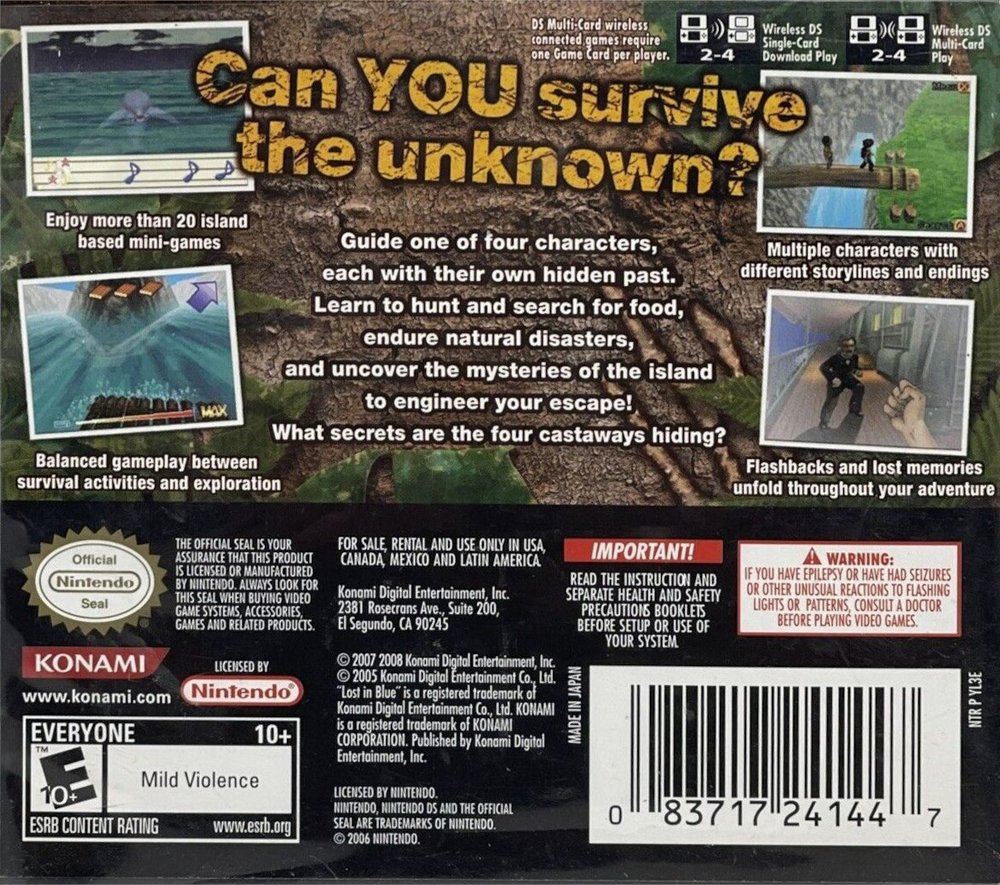 DS Multi-Card wireless
connected games require
one Game Card per player.
2-4
Wireless DS
Single-Card
Download Play
2-4
Wireless DS
Multi-Card
Play
Can YOU survive
the unknown?
Enjoy more than 20 island
based mini-games
Guide one of four characters,
each with their own hidden past.
Learn to hunt and search for food,
endure natural disasters,
and uncover the mysteries of the island
to engineer your escape!
What secrets are the four castaways hiding?
Multiple characters with
different storylines and endings
MAX
Balanced gameplay between
survival activities and exploration
Flashbacks and lost memories
unfold throughout your adventure
Official
Nintendo
Seal
THE OFFICIAL SEAL IS YOUR
ASSURANCE THAT THIS PRODUCT
IS LICENSED OR MANUFACTURED
BY NINTENDO. ALWAYS LOOK FOR
THIS SEAL WHEN BUYING VIDEO
GAME SYSTEMS, ACCESSORIES,
GAMES AND RELATED PRODUCTS.
FOR SALE, RENTAL AND USE ONLY IN USA,
CANADA, MEXICO AND LATIN AMERICA.
Konami Digital Entertainment, Inc.
2381 Rosecrans Ave., Suite 200,
El Segundo, CA 90245
IMPORTANT!
READ THE INSTRUCTION AND
SEPARATE HEALTH AND SAFETY
PRECAUTIONS BOOKLETS
BEFORE SETUP OR USE OF
YOUR SYSTEM.
WARNING:
IF YOU HAVE EPILEPSY OR HAVE HAD SEIZURES
OR OTHER UNUSUAL REACTIONS TO FLASHING
LIGHTS OR PATTERNS, CONSULT A DOCTOR
BEFORE PLAYING VIDEO GAMES.
KONAMI
www.konami.com
LICENSED BY
Nintendo®
© 2007 2008 Konami Digital Entertainment, Inc.
© 2005 Konami Digital Entertainment Co., Ltd.
"Lost in Blue" is a registered trademark of
Konami Digital Entertainment Co., Ltd. KONAMI
is a registered trademark of KONAMI
CORPORATION. Published by Konami Digital
Entertainment, Inc.
LICENSED BY NINTENDO.
NINTENDO, NINTENDO DS AND THE OFFICIAL
SEAL ARE TRADEMARKS OF NINTENDO.
© 2006 NINTENDO.
EVERYONE 10+
TM
E
10+
Mild Violence
ESRB CONTENT RATING www.esrb.org
MADE IN JAPAN
0 83717 24144 7
NTR P YL3E